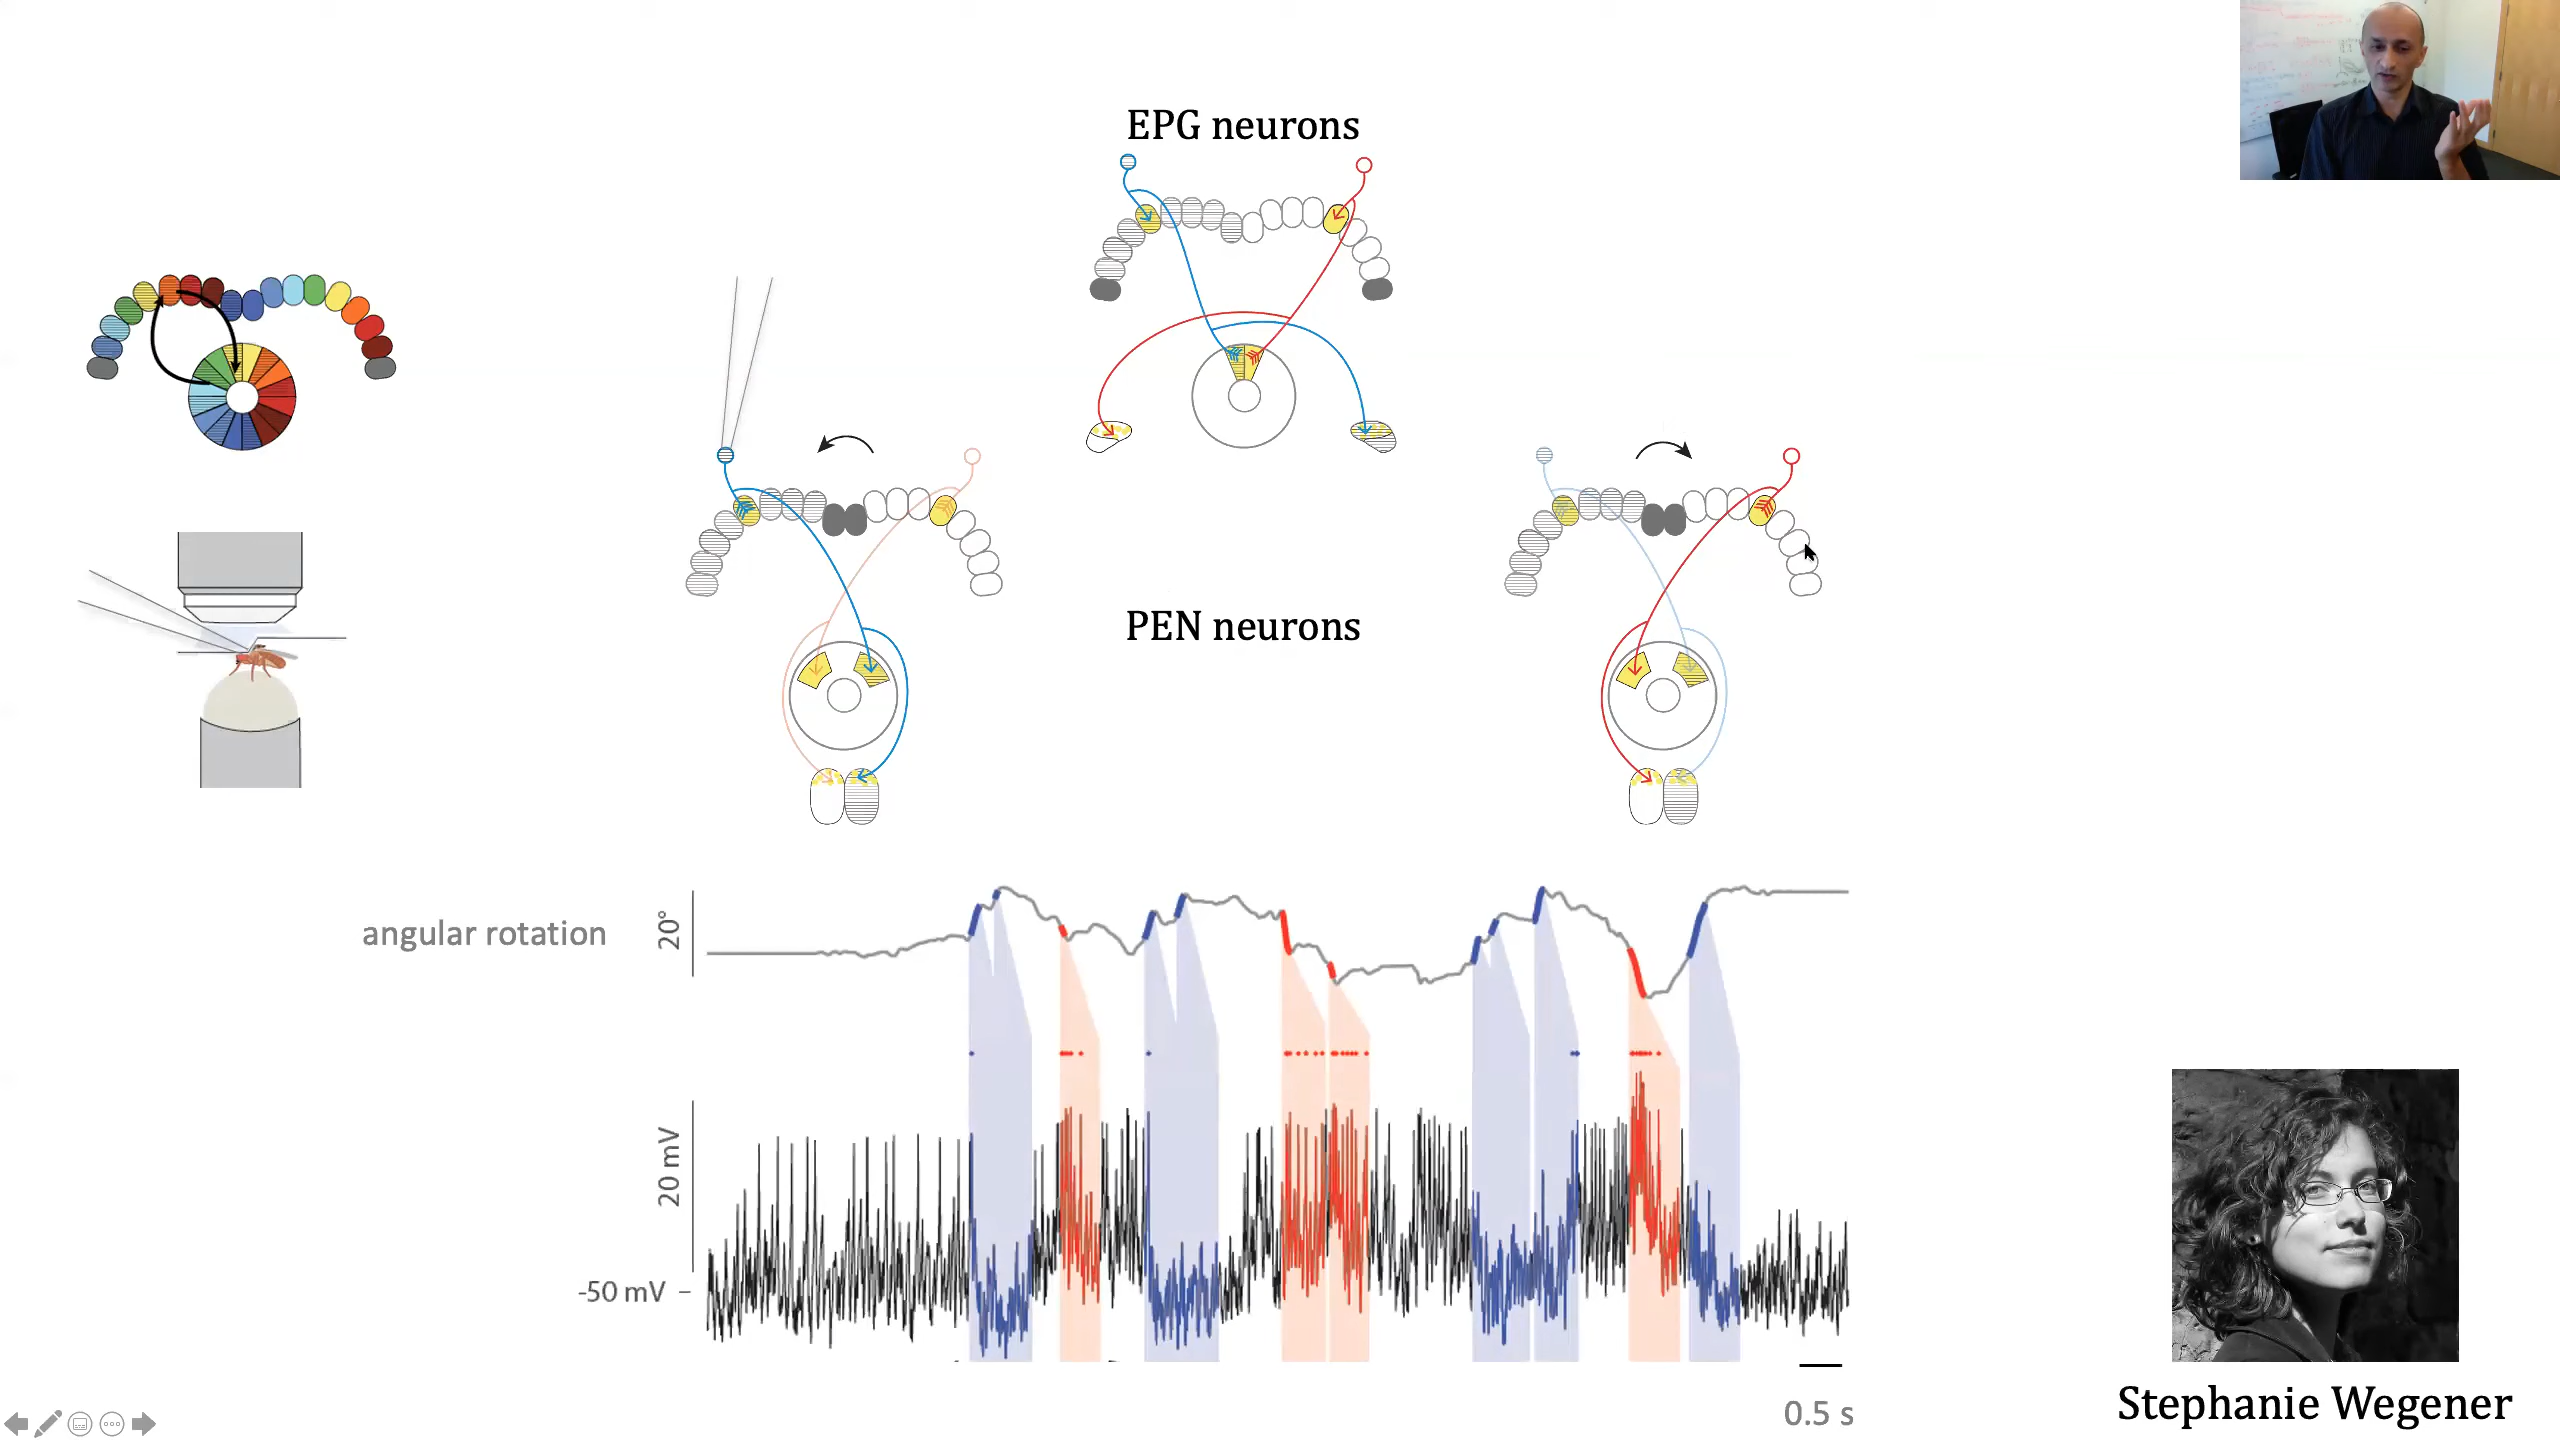 EPG neurons
PEN neurons
angular rotation
20°
20 mV
-50 mV
0.5 s
Stephanie Wegener